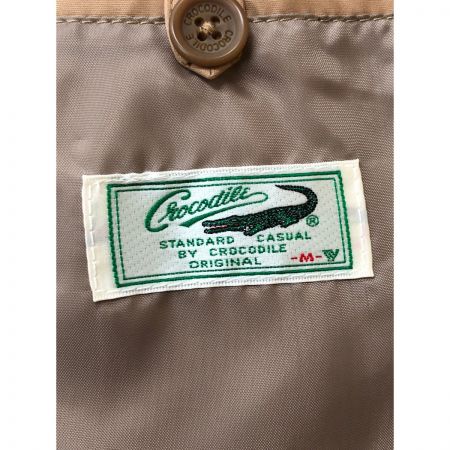 CROCODILE CROCODILE
Crocodile
®
STANDARD CASUAL
BY CROCODILE
ORIGINAL
-M-